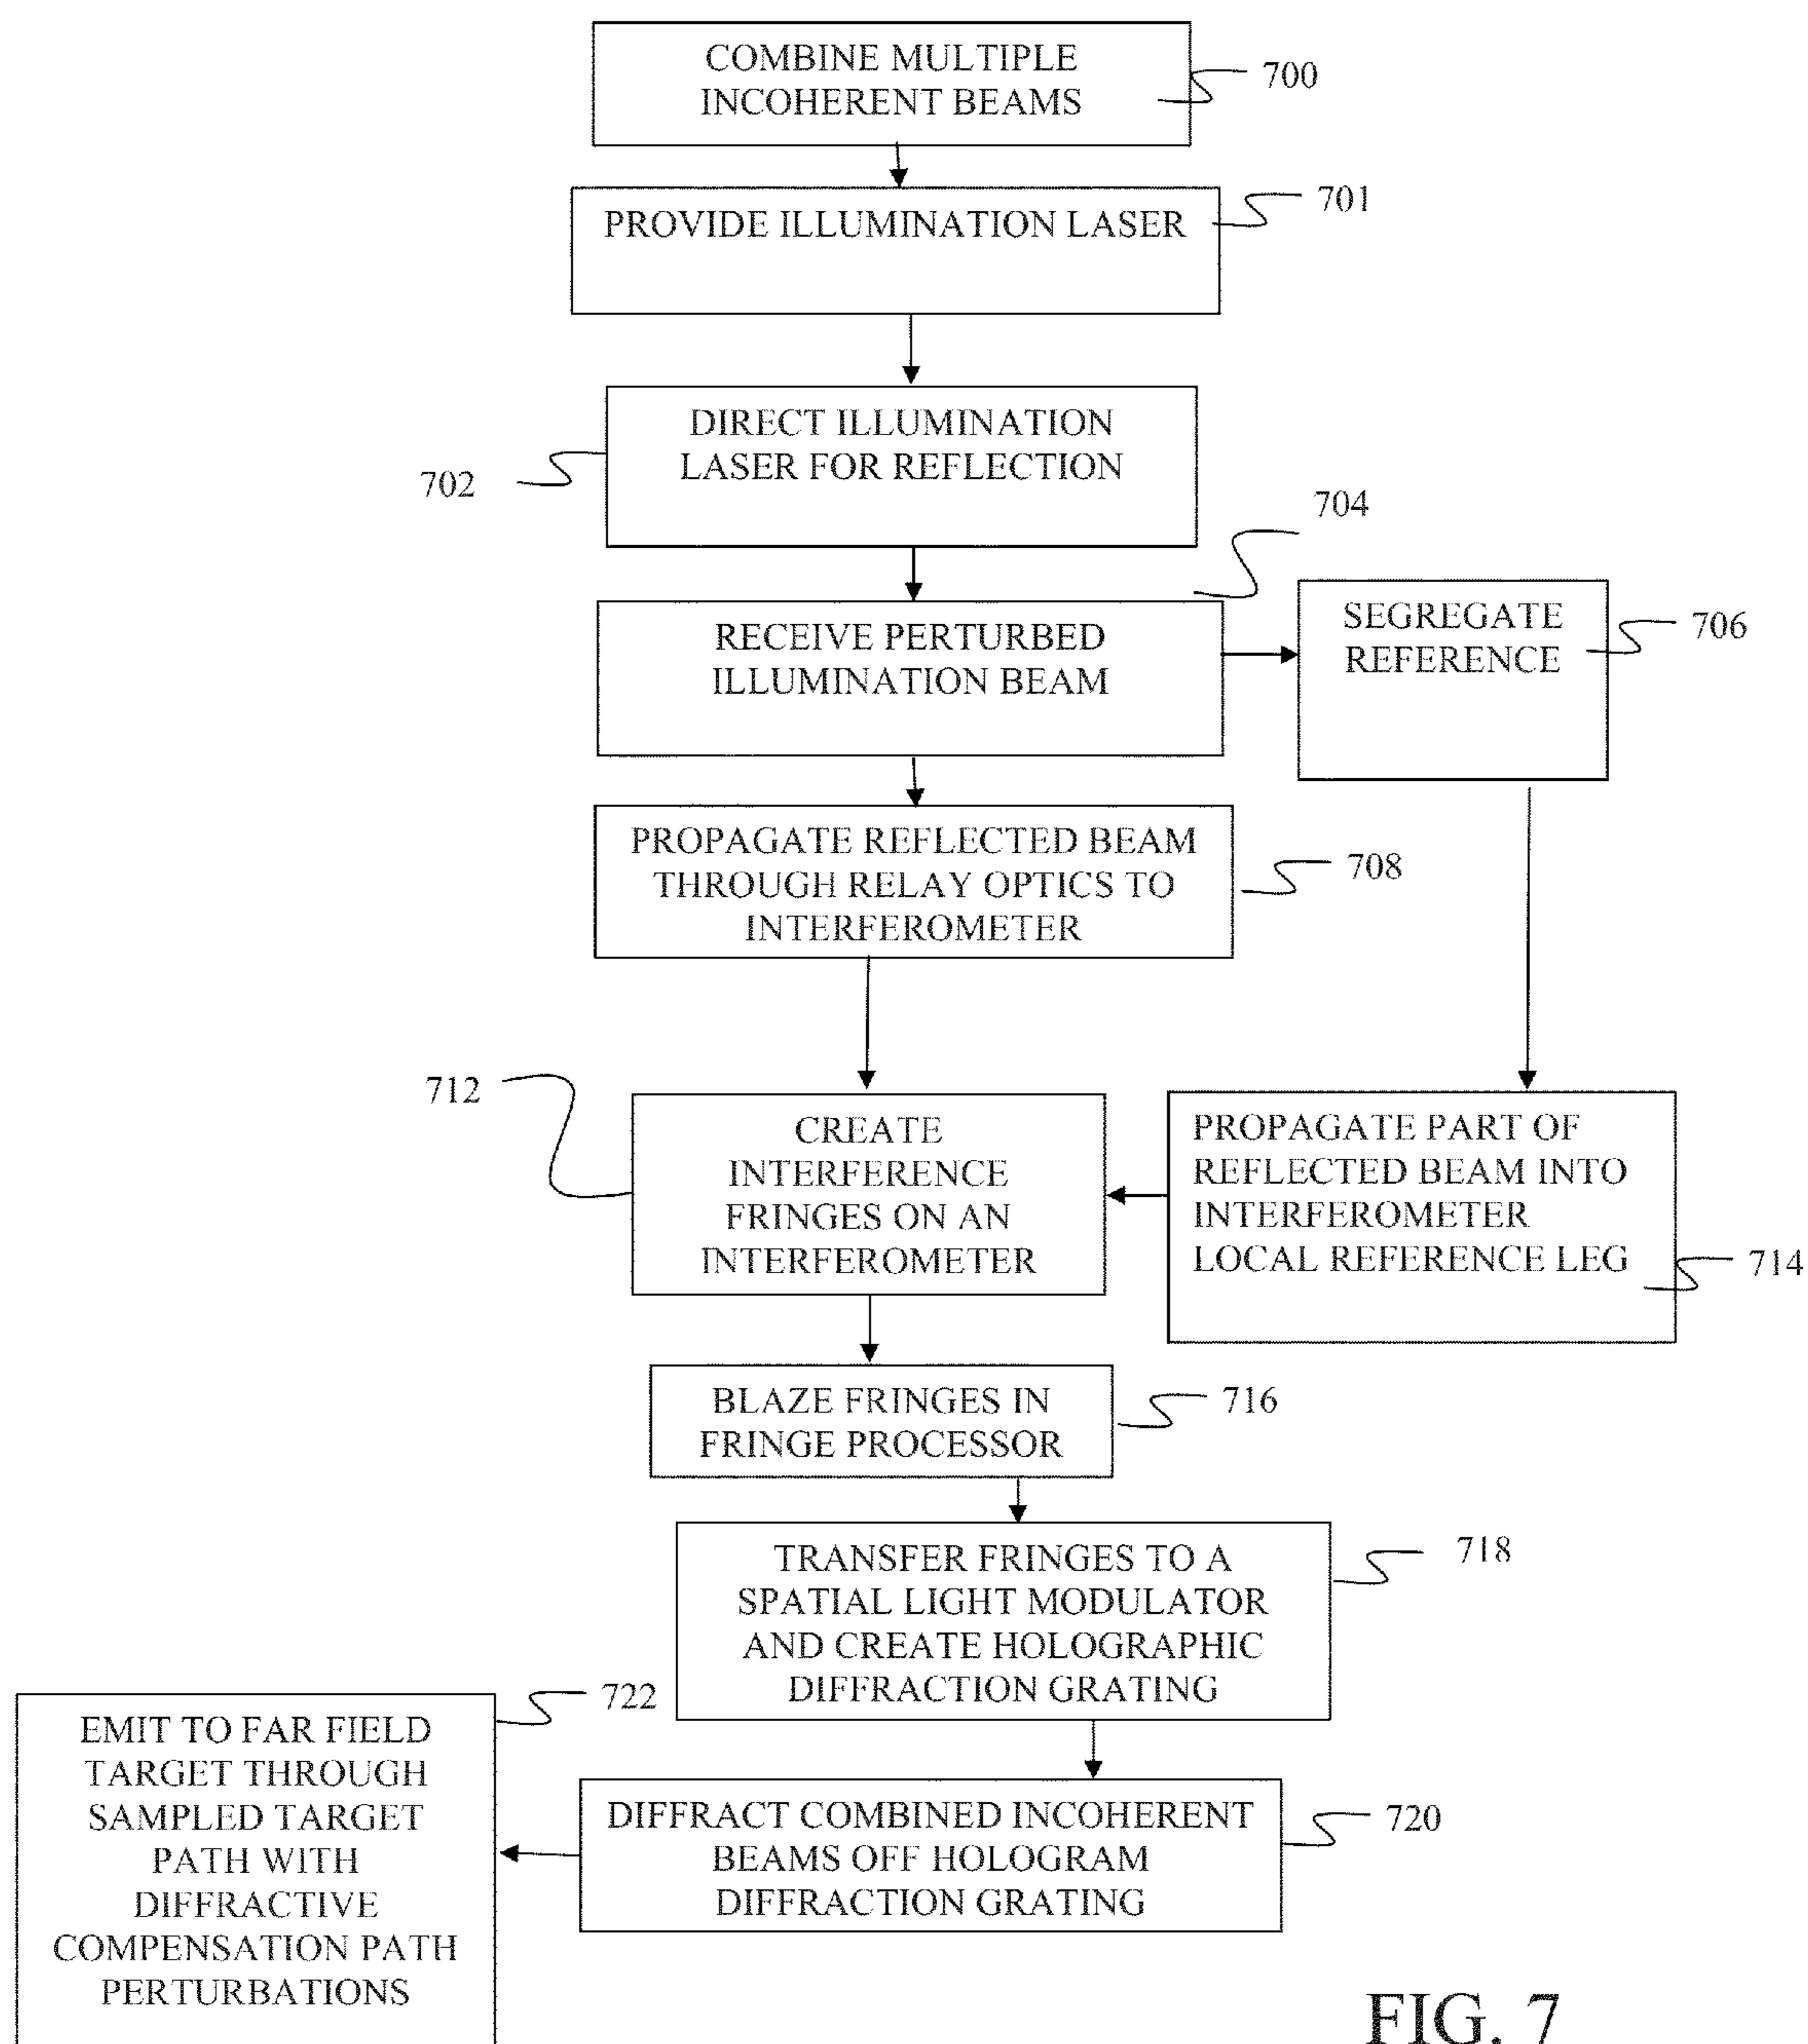 COMBINE MULTIPLE
INCOHERENT BEAMS
700
PROVIDE ILLUMINATION LASER
701
DIRECT ILLUMINATION
LASER FOR REFLECTION
702
704
RECEIVE PERTURBED
ILLUMINATION BEAM
SEGREGATE
REFERENCE
706
PROPAGATE REFLECTED BEAM
THROUGH RELAY OPTICS TO
INTERFEROMETER
708
712
CREATE
INTERFERENCE
FRINGES ON AN
INTERFEROMETER
PROPAGATE PART OF
REFLECTED BEAM INTO
INTERFEROMETER
LOCAL REFERENCE LEG
714
BLAZE FRINGES IN
FRINGE PROCESSOR
716
TRANSFER FRINGES TO A
SPATIAL LIGHT MODULATOR
AND CREATE HOLOGRAPHIC
DIFFRACTION GRATING
718
722
EMIT TO FAR FIELD
TARGET THROUGH
SAMPLED TARGET
PATH WITH
DIFFRACTIVE
COMPENSATION PATH
PERTURBATIONS
DIFFRACT COMBINED INCOHERENT
BEAMS OFF HOLOGRAM
DIFFRACTION GRATING
720
FIG. 7